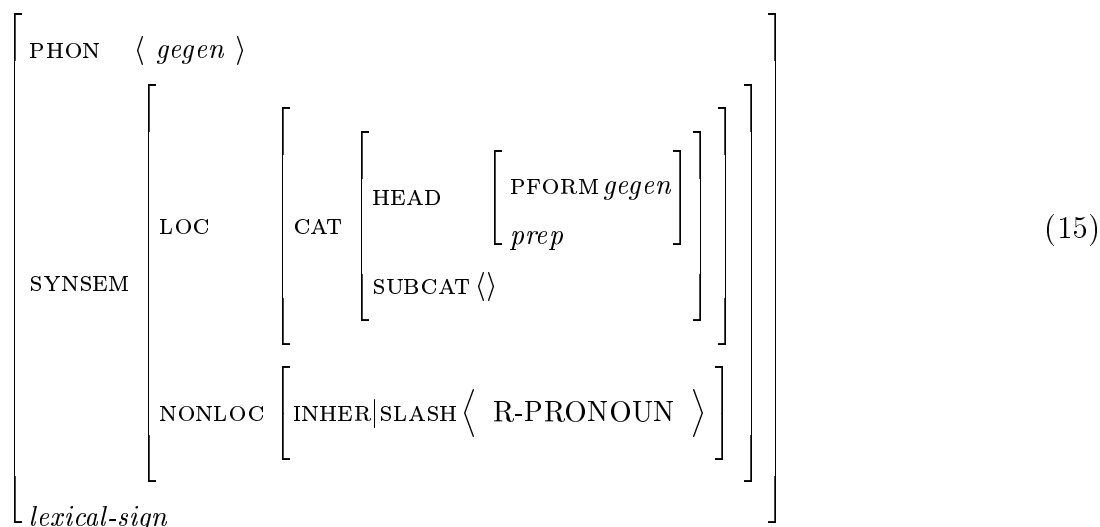 PHON ⟨ gegen ⟩
HEAD [ PFORM gegen
prep ]
LOC [ CAT
(15)
SUBCAT ⟨⟩
SYNSEM
NONLOC [ INHER|SLASH ⟨ R-PRONOUN ⟩ ]
lexical-sign